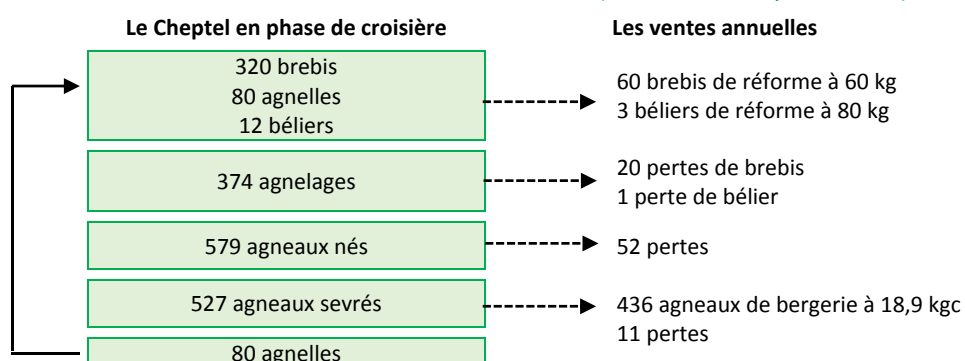 Le Cheptel en phase de croisière
Les ventes annuelles
320 brebis
80 agnelles
12 béliers
60 brebis de réforme à 60 kg
3 béliers de réforme à 80 kg
374 agnelages
20 pertes de brebis
1 perte de bélier
579 agneaux nés
52 pertes
527 agneaux sevrés
436 agneaux de bergerie à 18,9 kgc
11 pertes
80 agnelles